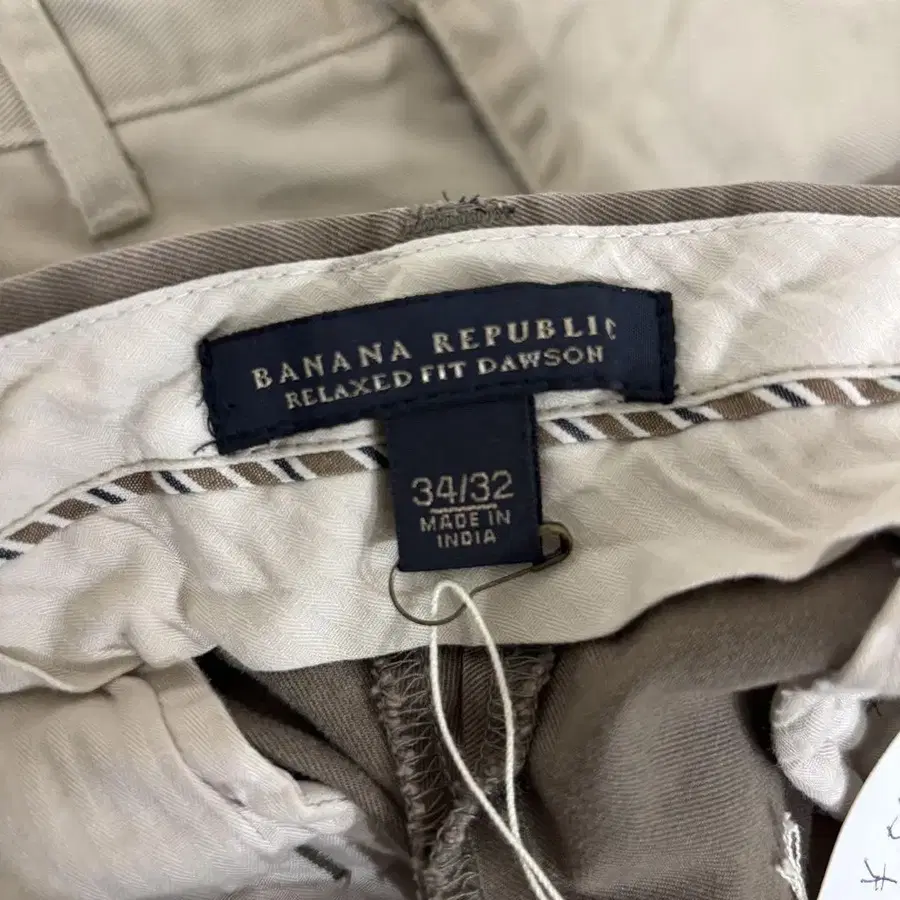 BANANA REPUBLIC
RELAXED FIT DAWSON
34/32
MADE IN
INDIA